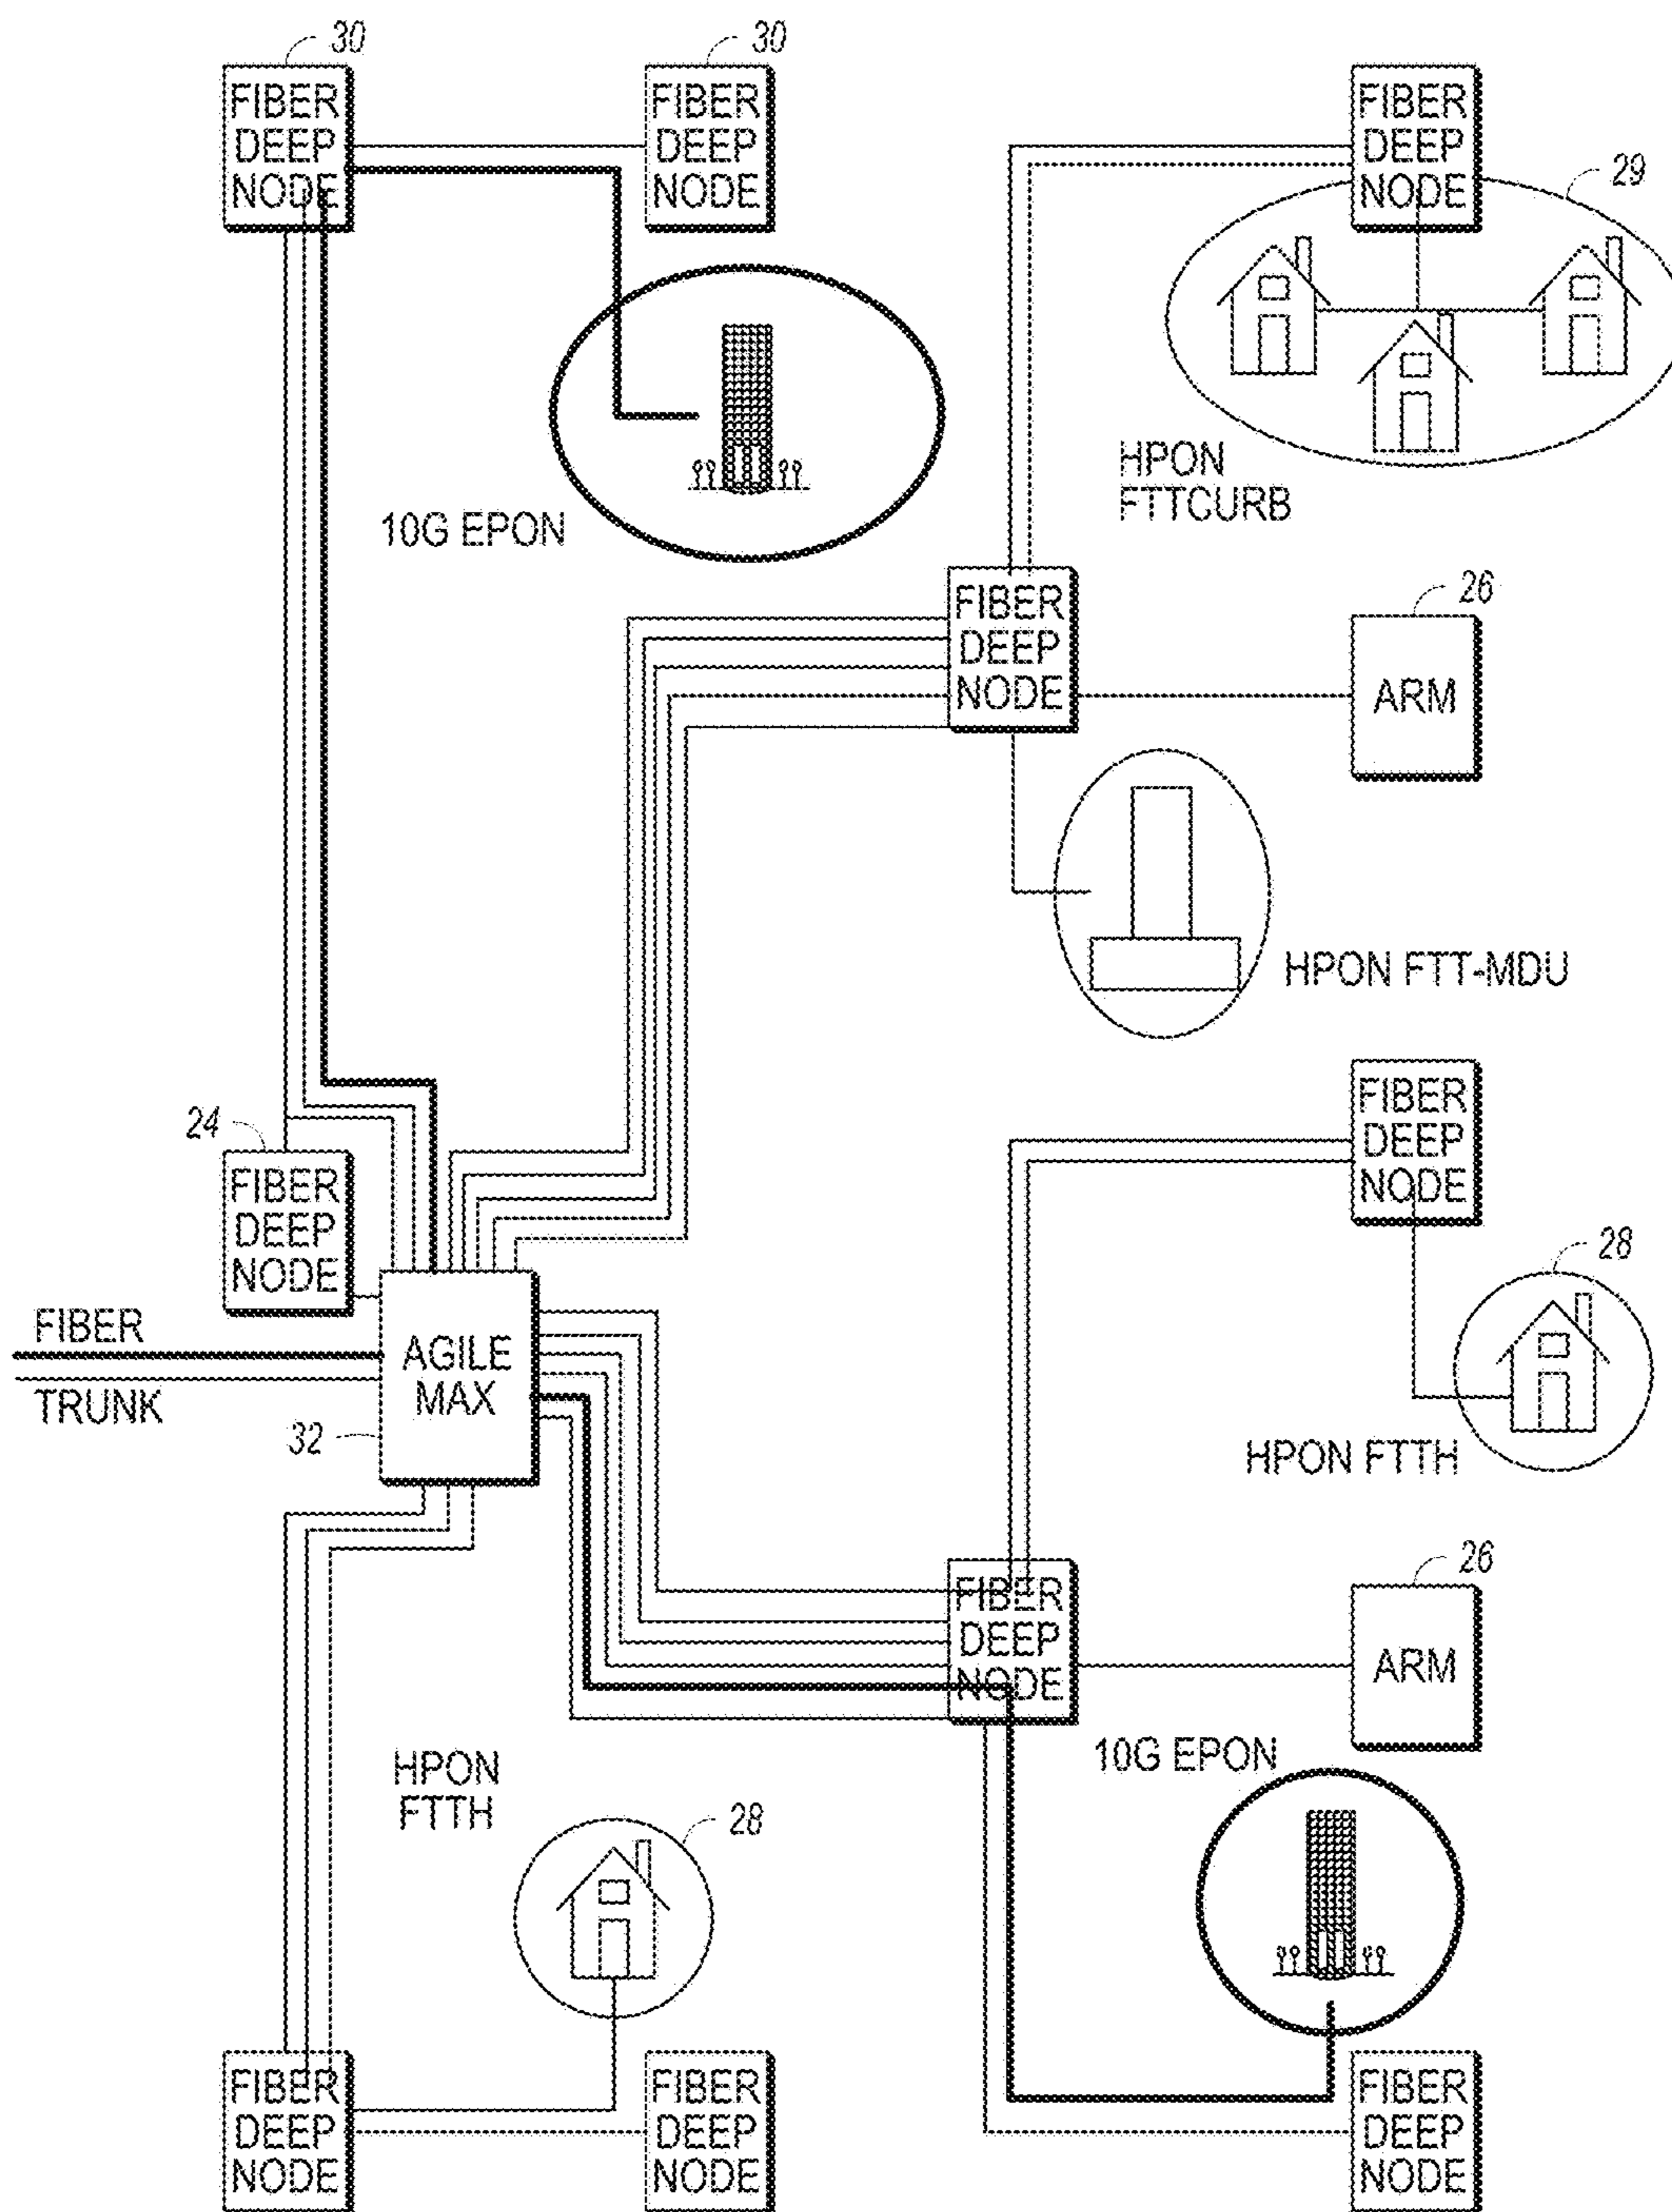 30
30
FIBER
DEEP
NODE
FIBER
DEEP
NODE
FIBER
DEEP
NODE
29
10G EPON
HPON
FTTCURB
FIBER
DEEP
NODE
26
ARM
HPON FTT-MDU
24
FIBER
DEEP
NODE
FIBER
DEEP
NODE
28
FIBER
TRUNK
AGILE
MAX
32
HPON FTTH
FIBER
DEEP
NODE
26
ARM
HPON
FTTH
28
10G EPON
FIBER
DEEP
NODE
FIBER
DEEP
NODE
FIBER
DEEP
NODE